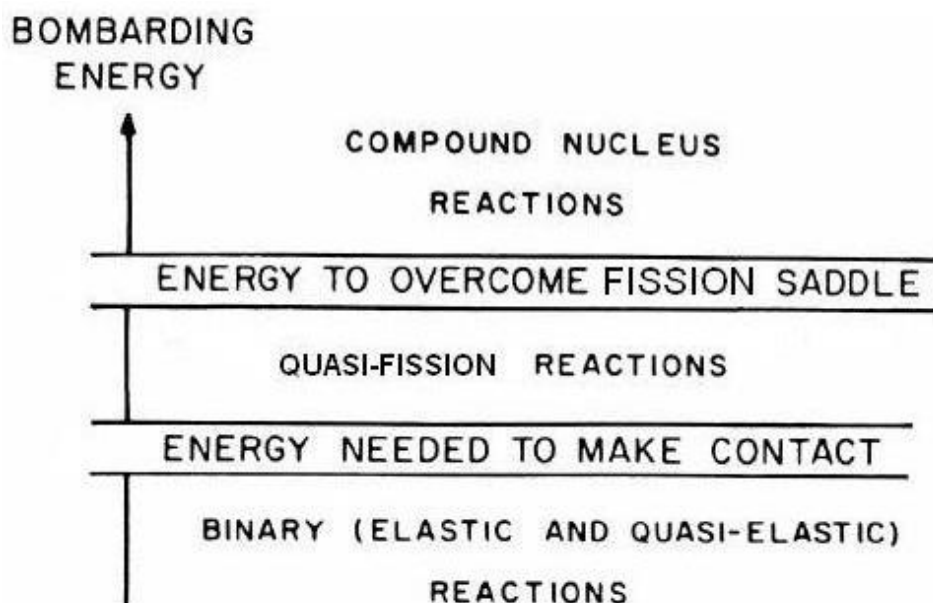 BOMBARDING
ENERGY
COMPOUND NUCLEUS
REACTIONS
ENERGY TO OVERCOME FISSION SADDLE
QUASI-FISSION REACTIONS
ENERGY NEEDED TO MAKE CONTACT
BINARY (ELASTIC AND QUASI-ELASTIC)
REACTIONS